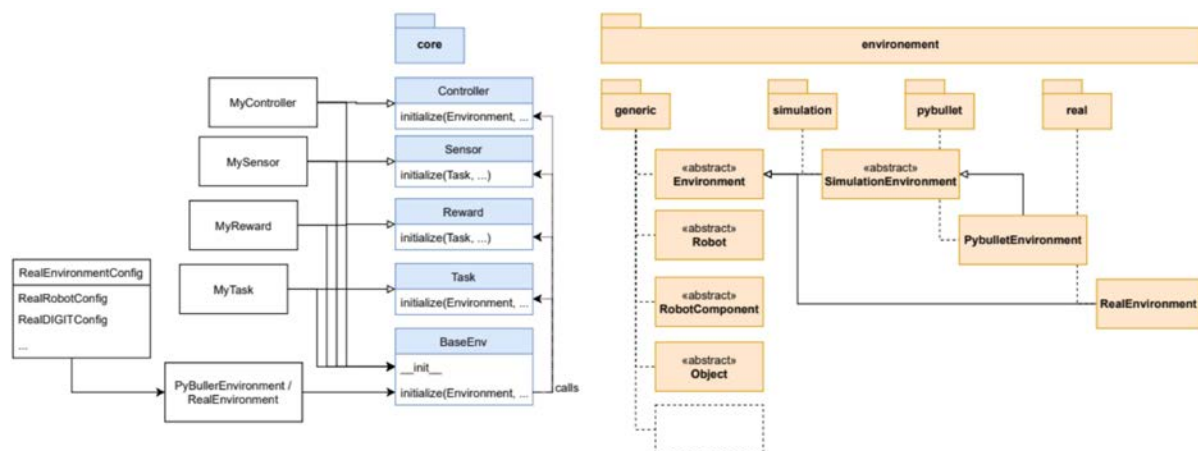 core
Controller
initialize(Environment, ...
Sensor
initialize(Task, ...)
Reward
initialize(Task, ...)
Task
initialize(Environment, ...
BaseEnv
__init__
initialize(Environment, ...
calls
MyController
MySensor
MyReward
MyTask
RealEnvironmentConfig
RealRobotConfig
RealDIGITConfig
...
PyBullerEnvironment /
RealEnvironment
environement
generic
simulation
pybullet
real
«abstract»
Environment
«abstract»
SimulationEnvironment
«abstract»
Robot
PybulletEnvironment
«abstract»
RobotComponent
RealEnvironment
«abstract»
Object